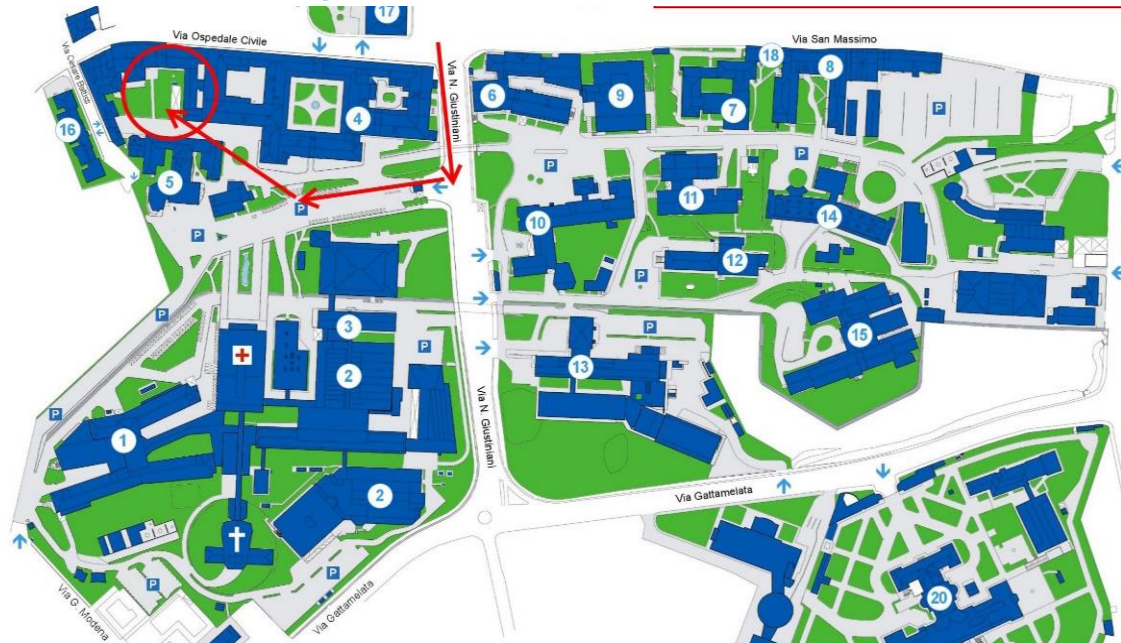 17
Via Ospedale Civile
Via San Massimo
Via Cesare Battisti
Via N. Giustiniani
18
8
6
9
7
P
4
16
P
P
5
11
P
10
14
P
P
12
P
3
P
P
15
P
2
13
1
P
Via N. Giustiniani
2
Via Gattamelata
P
P
Via G. Modena
Via Gattamelata
20